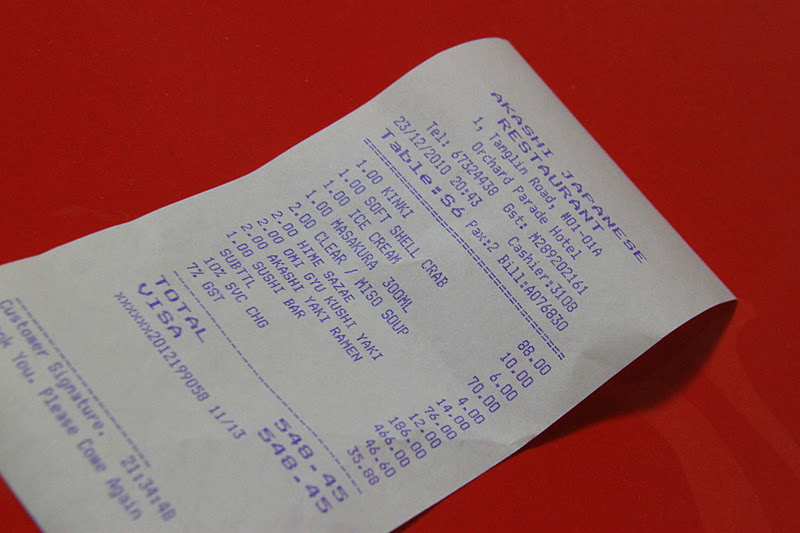 AKASHI JAPANESE
RESTAURANT
1, Tanglin Road, #01-01A
Orchard Parade Hotel
Tel: 67324438 Gst: M289202161
23/12/2010 20:43 Cashier:3108
Table:S6 Pax:2 Bill:A076830
1.00 KINKI 88.00
1.00 SOFT SHELL CRAB 10.00
1.00 ICE CREAM 6.00
1.00 MASAKURA 300ML 70.00
2.00 CLEAR / MISO SOUP 4.00
2.00 HIME SAZAE 14.00
2.00 OMI GYU KUSHI YAKI 76.00
2.00 AKASHI YAKI RAMEN 12.00
1.00 SUSHI BAR 186.00
SUBTTL 466.00
10% SVC CHG 46.60
7% GST 35.88
TOTAL 548-45
VISA 548-45
XXXXXX2012199058 11/13
Customer Signature. 21:34:48
You. Please Come Again